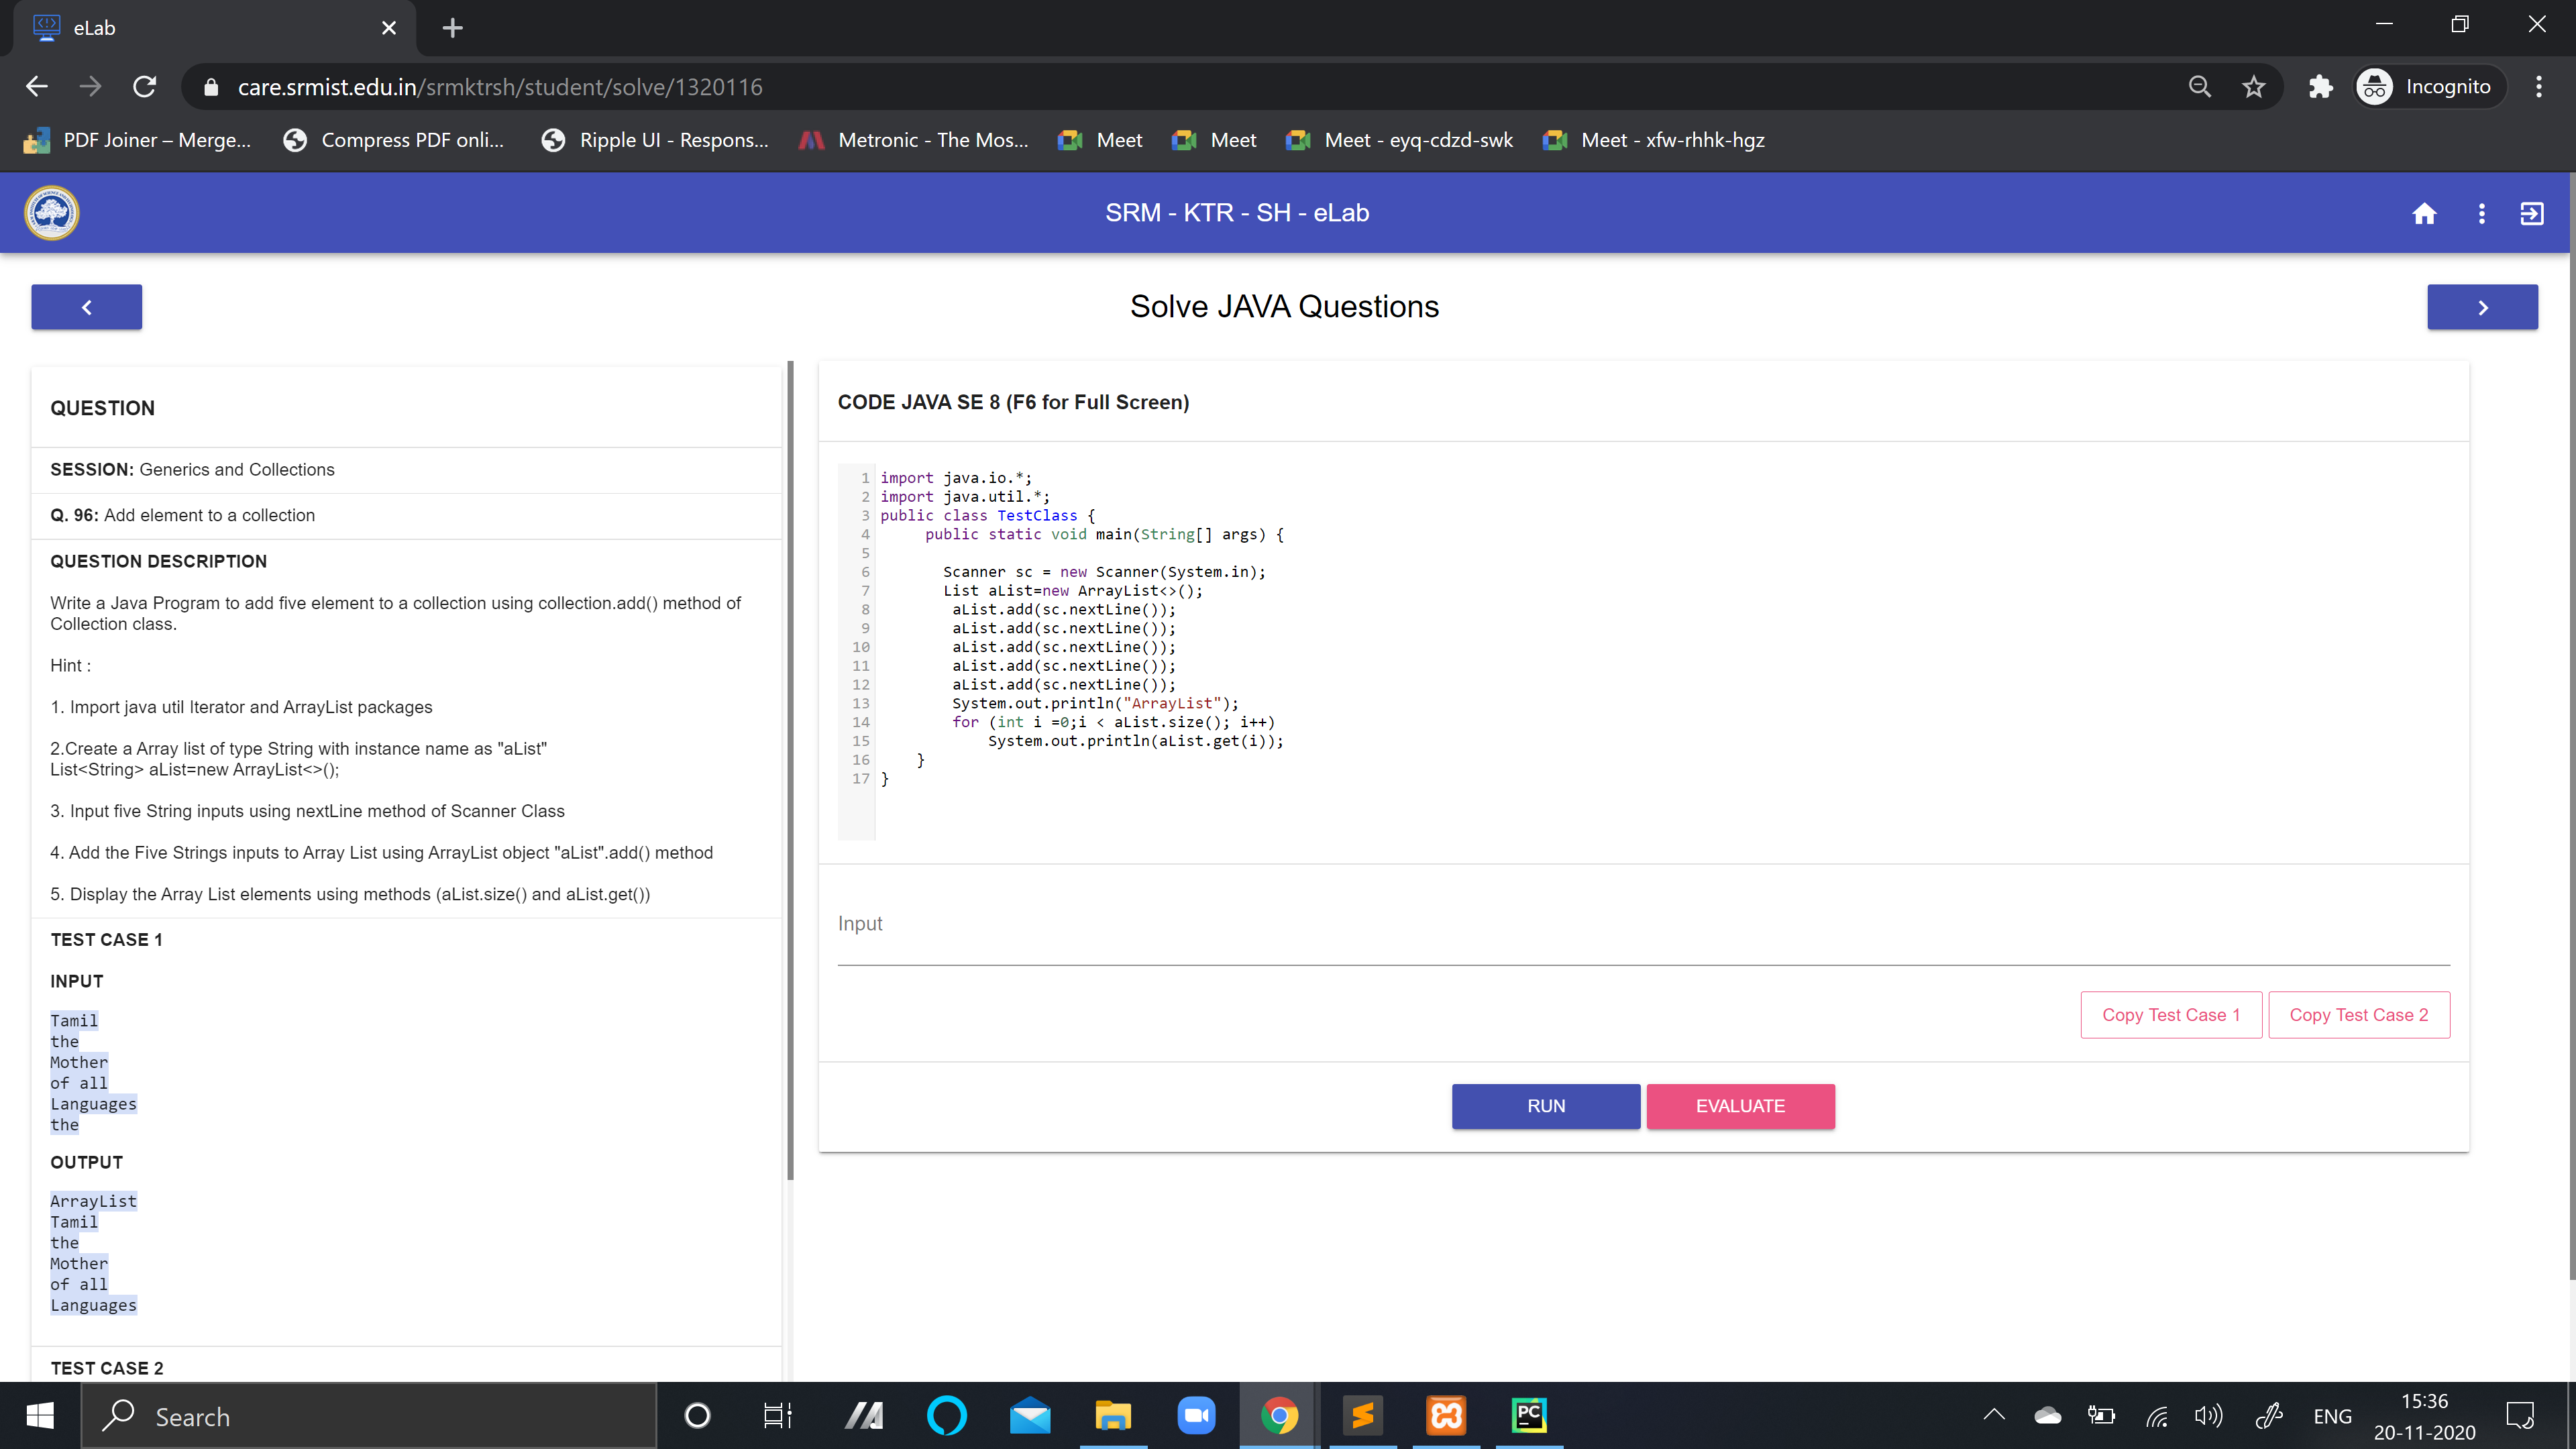 eLab
care.srmist.edu.in/srmktrsh/student/solve/1320116
Incognito
PDF Joiner – Merge...
Compress PDF onli...
Ripple UI - Respons...
Metronic - The Mos...
Meet
Meet
Meet - eyq-cdzd-swk
Meet - xfw-rhhk-hgz
SRM - KTR - SH - eLab
Solve JAVA Questions
QUESTION
SESSION: Generics and Collections
Q. 96: Add element to a collection
QUESTION DESCRIPTION
Write a Java Program to add five element to a collection using collection.add() method of
Collection class.
Hint :
1. Import java util Iterator and ArrayList packages
2.Create a Array list of type String with instance name as "aList"
List<String> aList=new ArrayList<>();
3. Input five String inputs using nextLine method of Scanner Class
4. Add the Five Strings inputs to Array List using ArrayList object "aList".add() method
5. Display the Array List elements using methods (aList.size() and aList.get())
TEST CASE 1
INPUT
Tamil
the
Mother
of all
Languages
the
OUTPUT
ArrayList
Tamil
the
Mother
of all
Languages
TEST CASE 2
CODE JAVA SE 8 (F6 for Full Screen)
1 import java.io.*;
2 import java.util.*;
3 public class TestClass {
4 public static void main(String[] args) {
5
6 Scanner sc = new Scanner(System.in);
7 List aList=new ArrayList<>();
8 aList.add(sc.nextLine());
9 aList.add(sc.nextLine());
10 aList.add(sc.nextLine());
11 aList.add(sc.nextLine());
12 aList.add(sc.nextLine());
13 System.out.println("ArrayList");
14 for (int i =0;i < aList.size(); i++)
15 System.out.println(aList.get(i));
16 }
17 }
Input
Copy Test Case 1
Copy Test Case 2
RUN
EVALUATE
Search
PC
ENG
15:36
20-11-2020